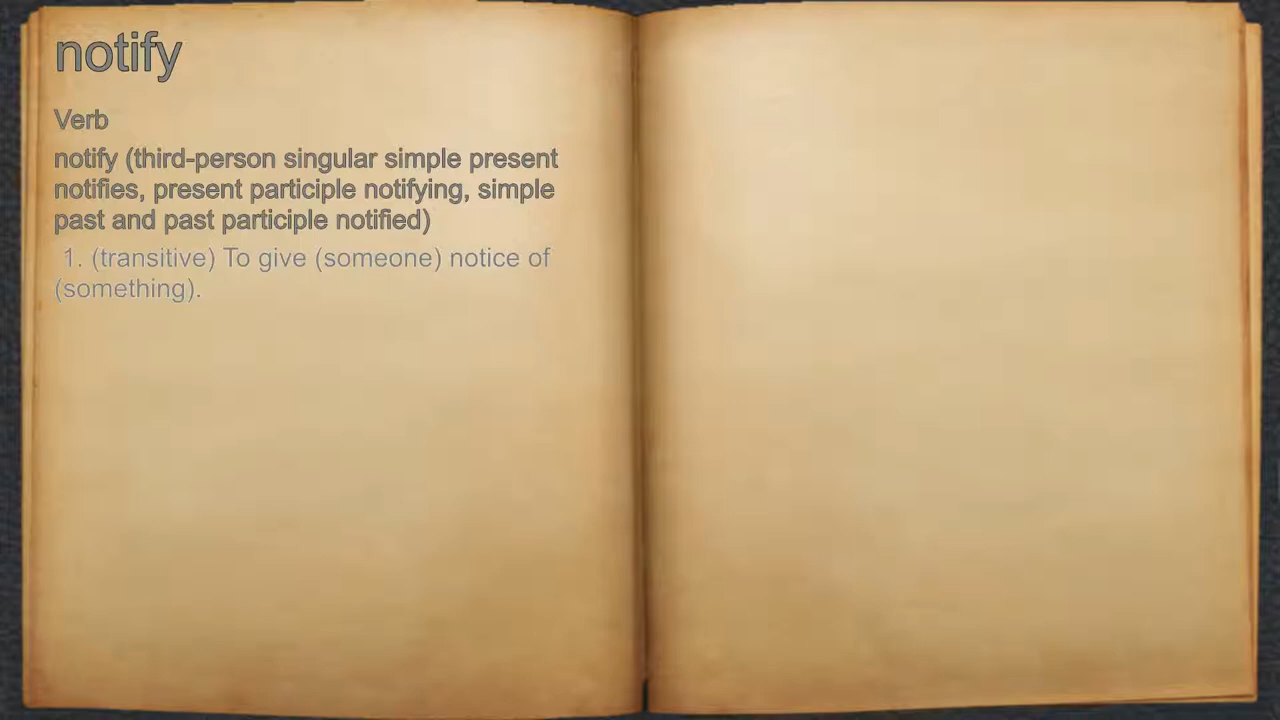 notify
Verb
notify (third-person singular simple present
notifies, present participle notifying, simple
past and past participle notified)
1. (transitive) To give (someone) notice of
(something).